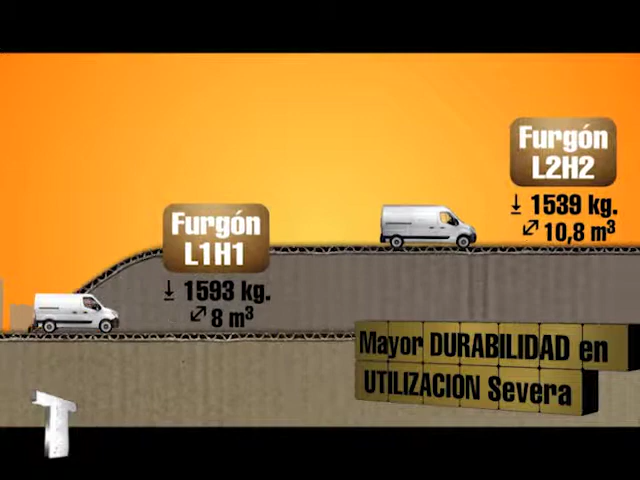 Furgón
L2H2
1539 kg.
10,8 m³
Furgón
L1H1
1593 kg.
8 m³
Mayor DURABILIDAD en
UTILIZACION Severa
T